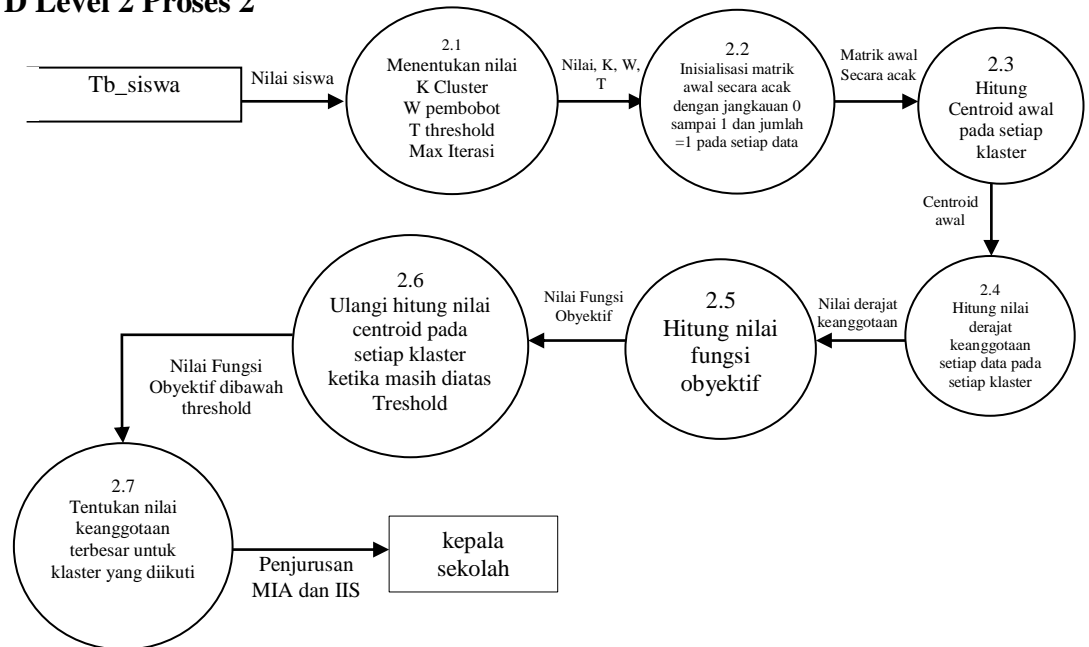 D Level 2 Proses 2
Tb_siswa
Nilai siswa
2.1
Menentukan nilai
K Cluster
W pembobot
T threshold
Max Iterasi
Nilai, K, W,
T
2.2
Inisialisasi matrik
awal secara acak
dengan jangkauan 0
sampai 1 dan jumlah
=1 pada setiap data
Matrik awal
Secara acak
2.3
Hitung
Centroid awal
pada setiap
klaster
Centroid
awal
2.4
Hitung nilai
derajat
keanggotaan
setiap data pada
setiap klaster
Nilai derajat
keanggotaan
2.5
Hitung nilai
fungsi
obyektif
Nilai Fungsi
Obyektif
2.6
Ulangi hitung nilai
centroid pada
setiap klaster
ketika masih diatas
Treshold
Nilai Fungsi
Obyektif dibawah
threshold
2.7
Tentukan nilai
keanggotaan
terbesar untuk
klaster yang diikuti
Penjurusan
MIA dan IIS
kepala
sekolah